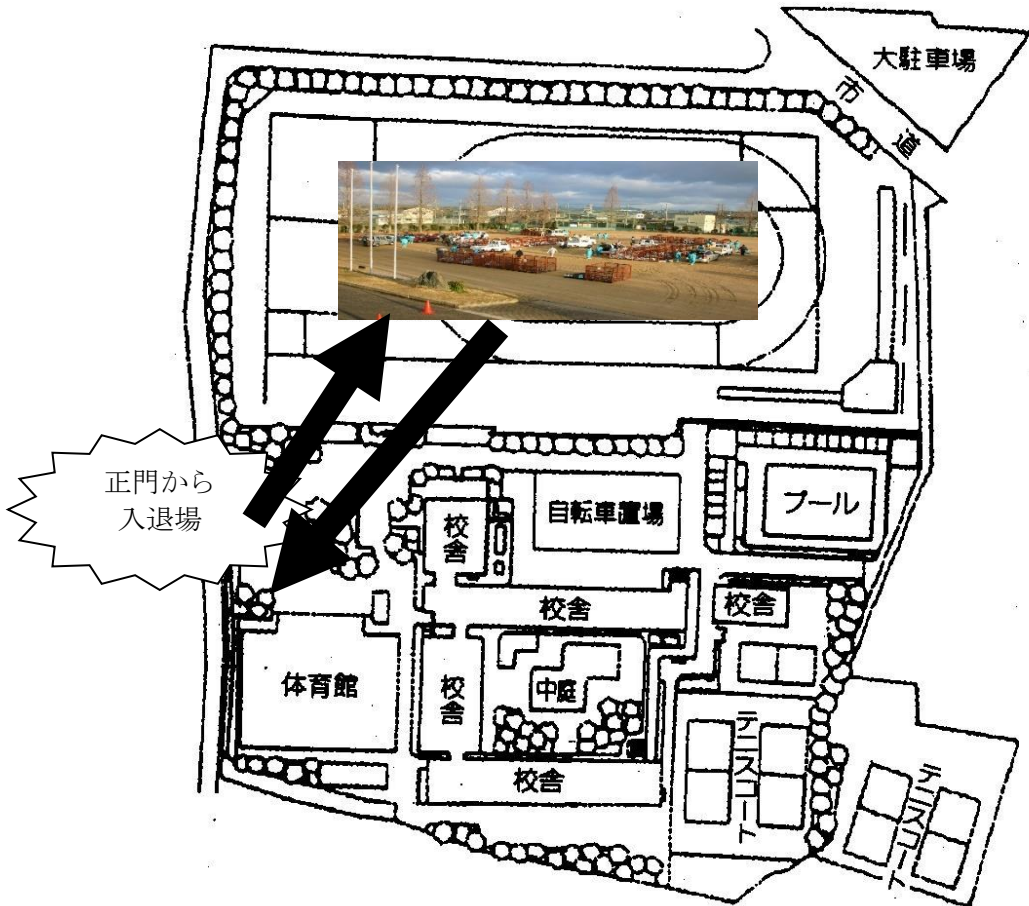 大駐車場
市道
正門から
入退場
校舎
自転車置場
プール
校舎
校舎
体育館
校舎
中庭
テニスコート
校舎
テニスコート